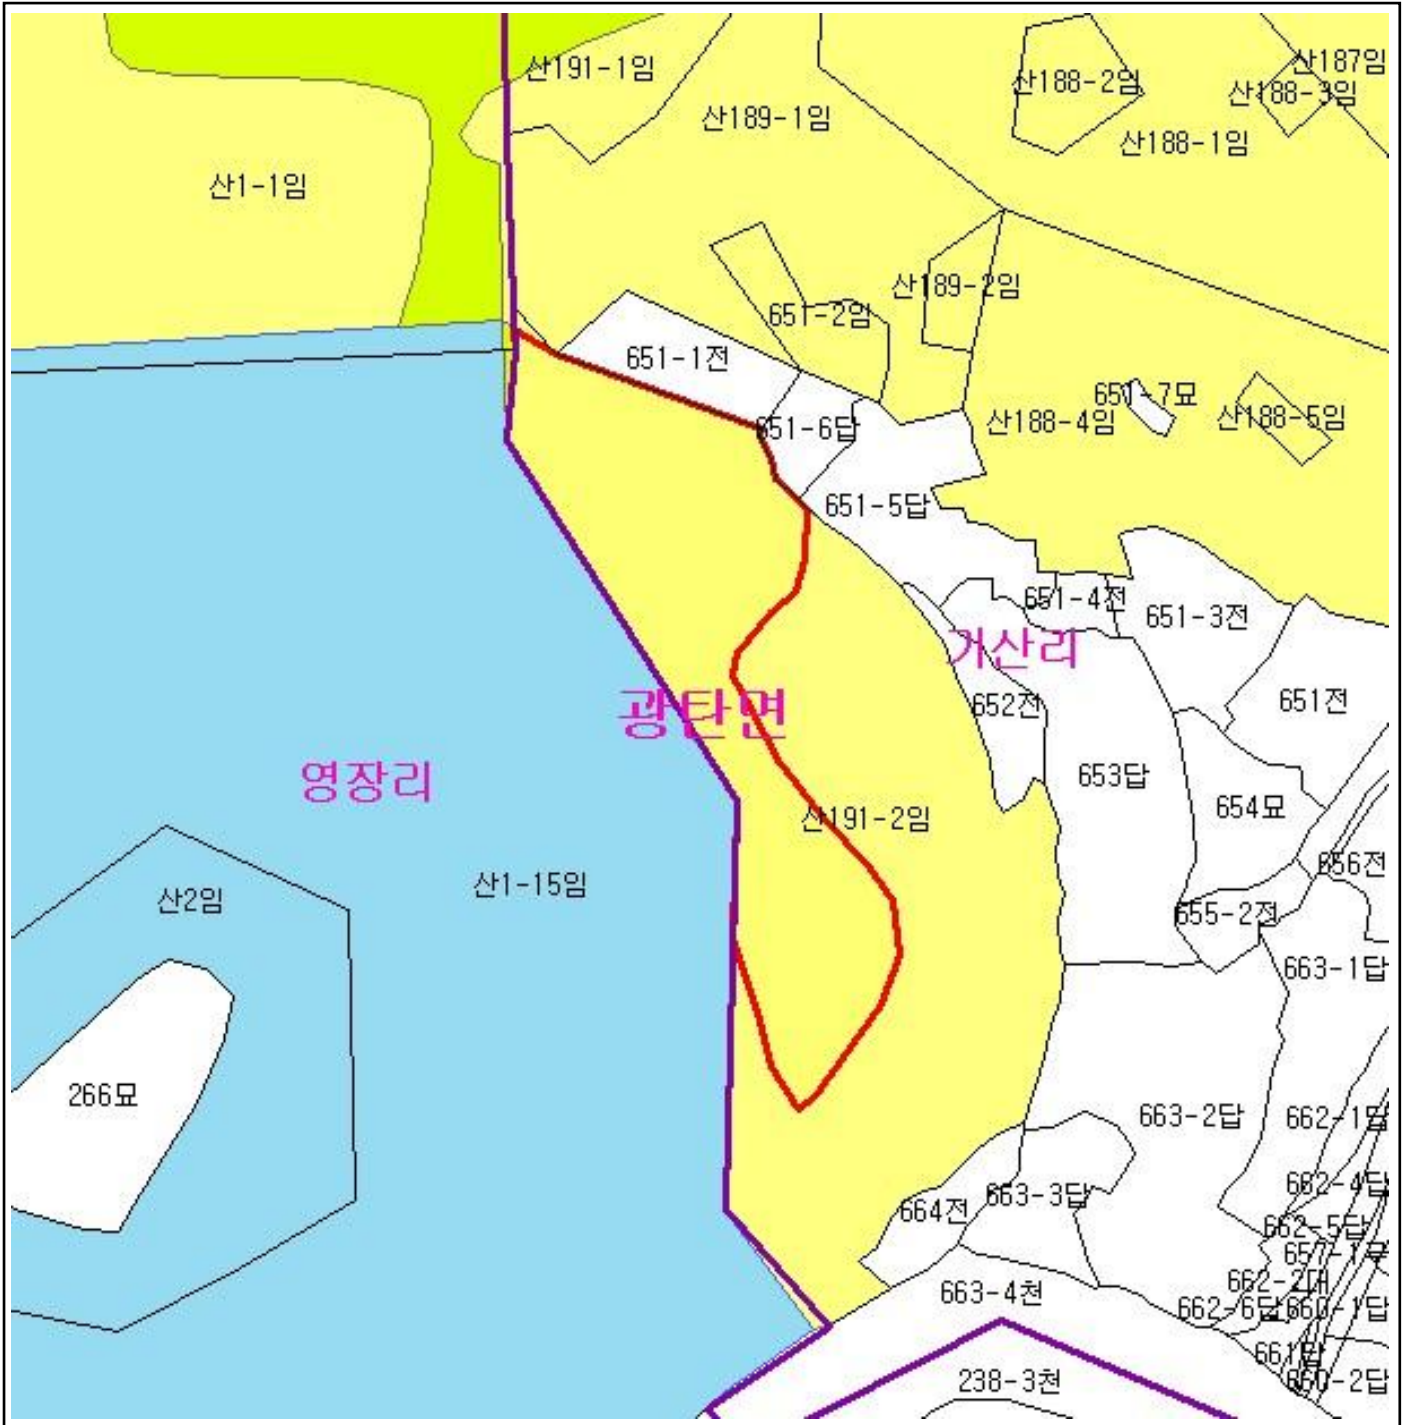 산191-1임
산187임
산188-2임
산188-3임
산189-1임
산188-1임
산1-1임
산189-2임
651-2임
651-1전
651-7묘
산188-4임
산188-5임
651-6답
651-5답
651-4전
651-3전
기산리
652전
651전
광탄면
653답
영장리
654묘
산191-2임
656전
산1-15임
산2임
655-2전
663-1답
266묘
663-2답
662-1답
662-4답
663-3답
664전
662-5답
662-2대
663-4천
662-6답
660-1답
661답
238-3천
660-2답